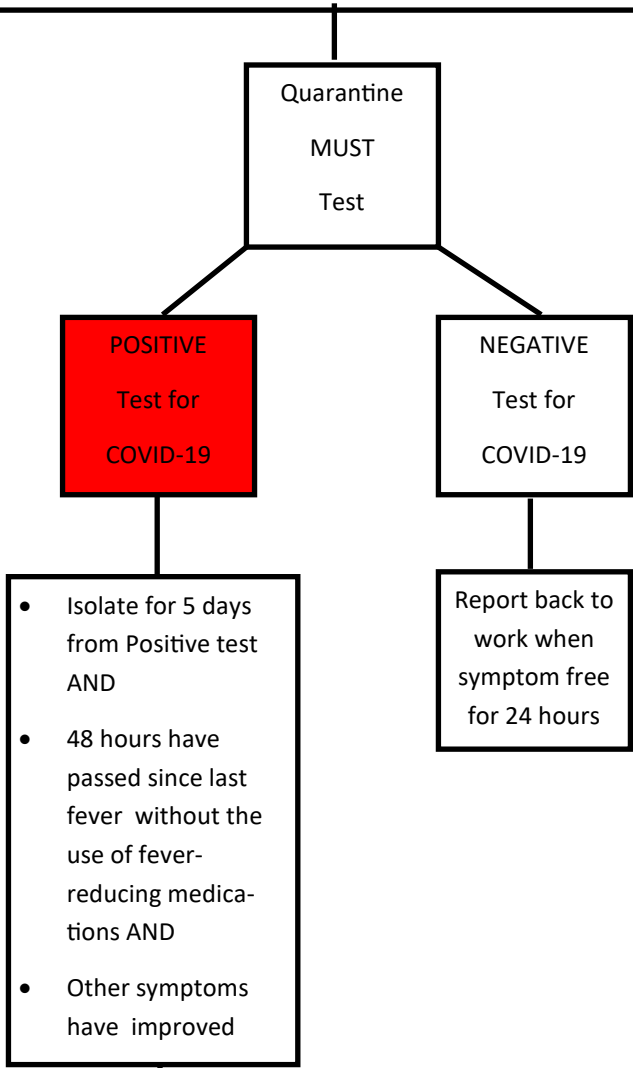 Quarantine
MUST
Test
POSITIVE
Test for
COVID-19
NEGATIVE
Test for
COVID-19
• Isolate for 5 days
from Positive test
AND
• 48 hours have
passed since last
fever without the
use of fever-
reducing medica-
tions AND
• Other symptoms
have improved
Report back to
work when
symptom free
for 24 hours